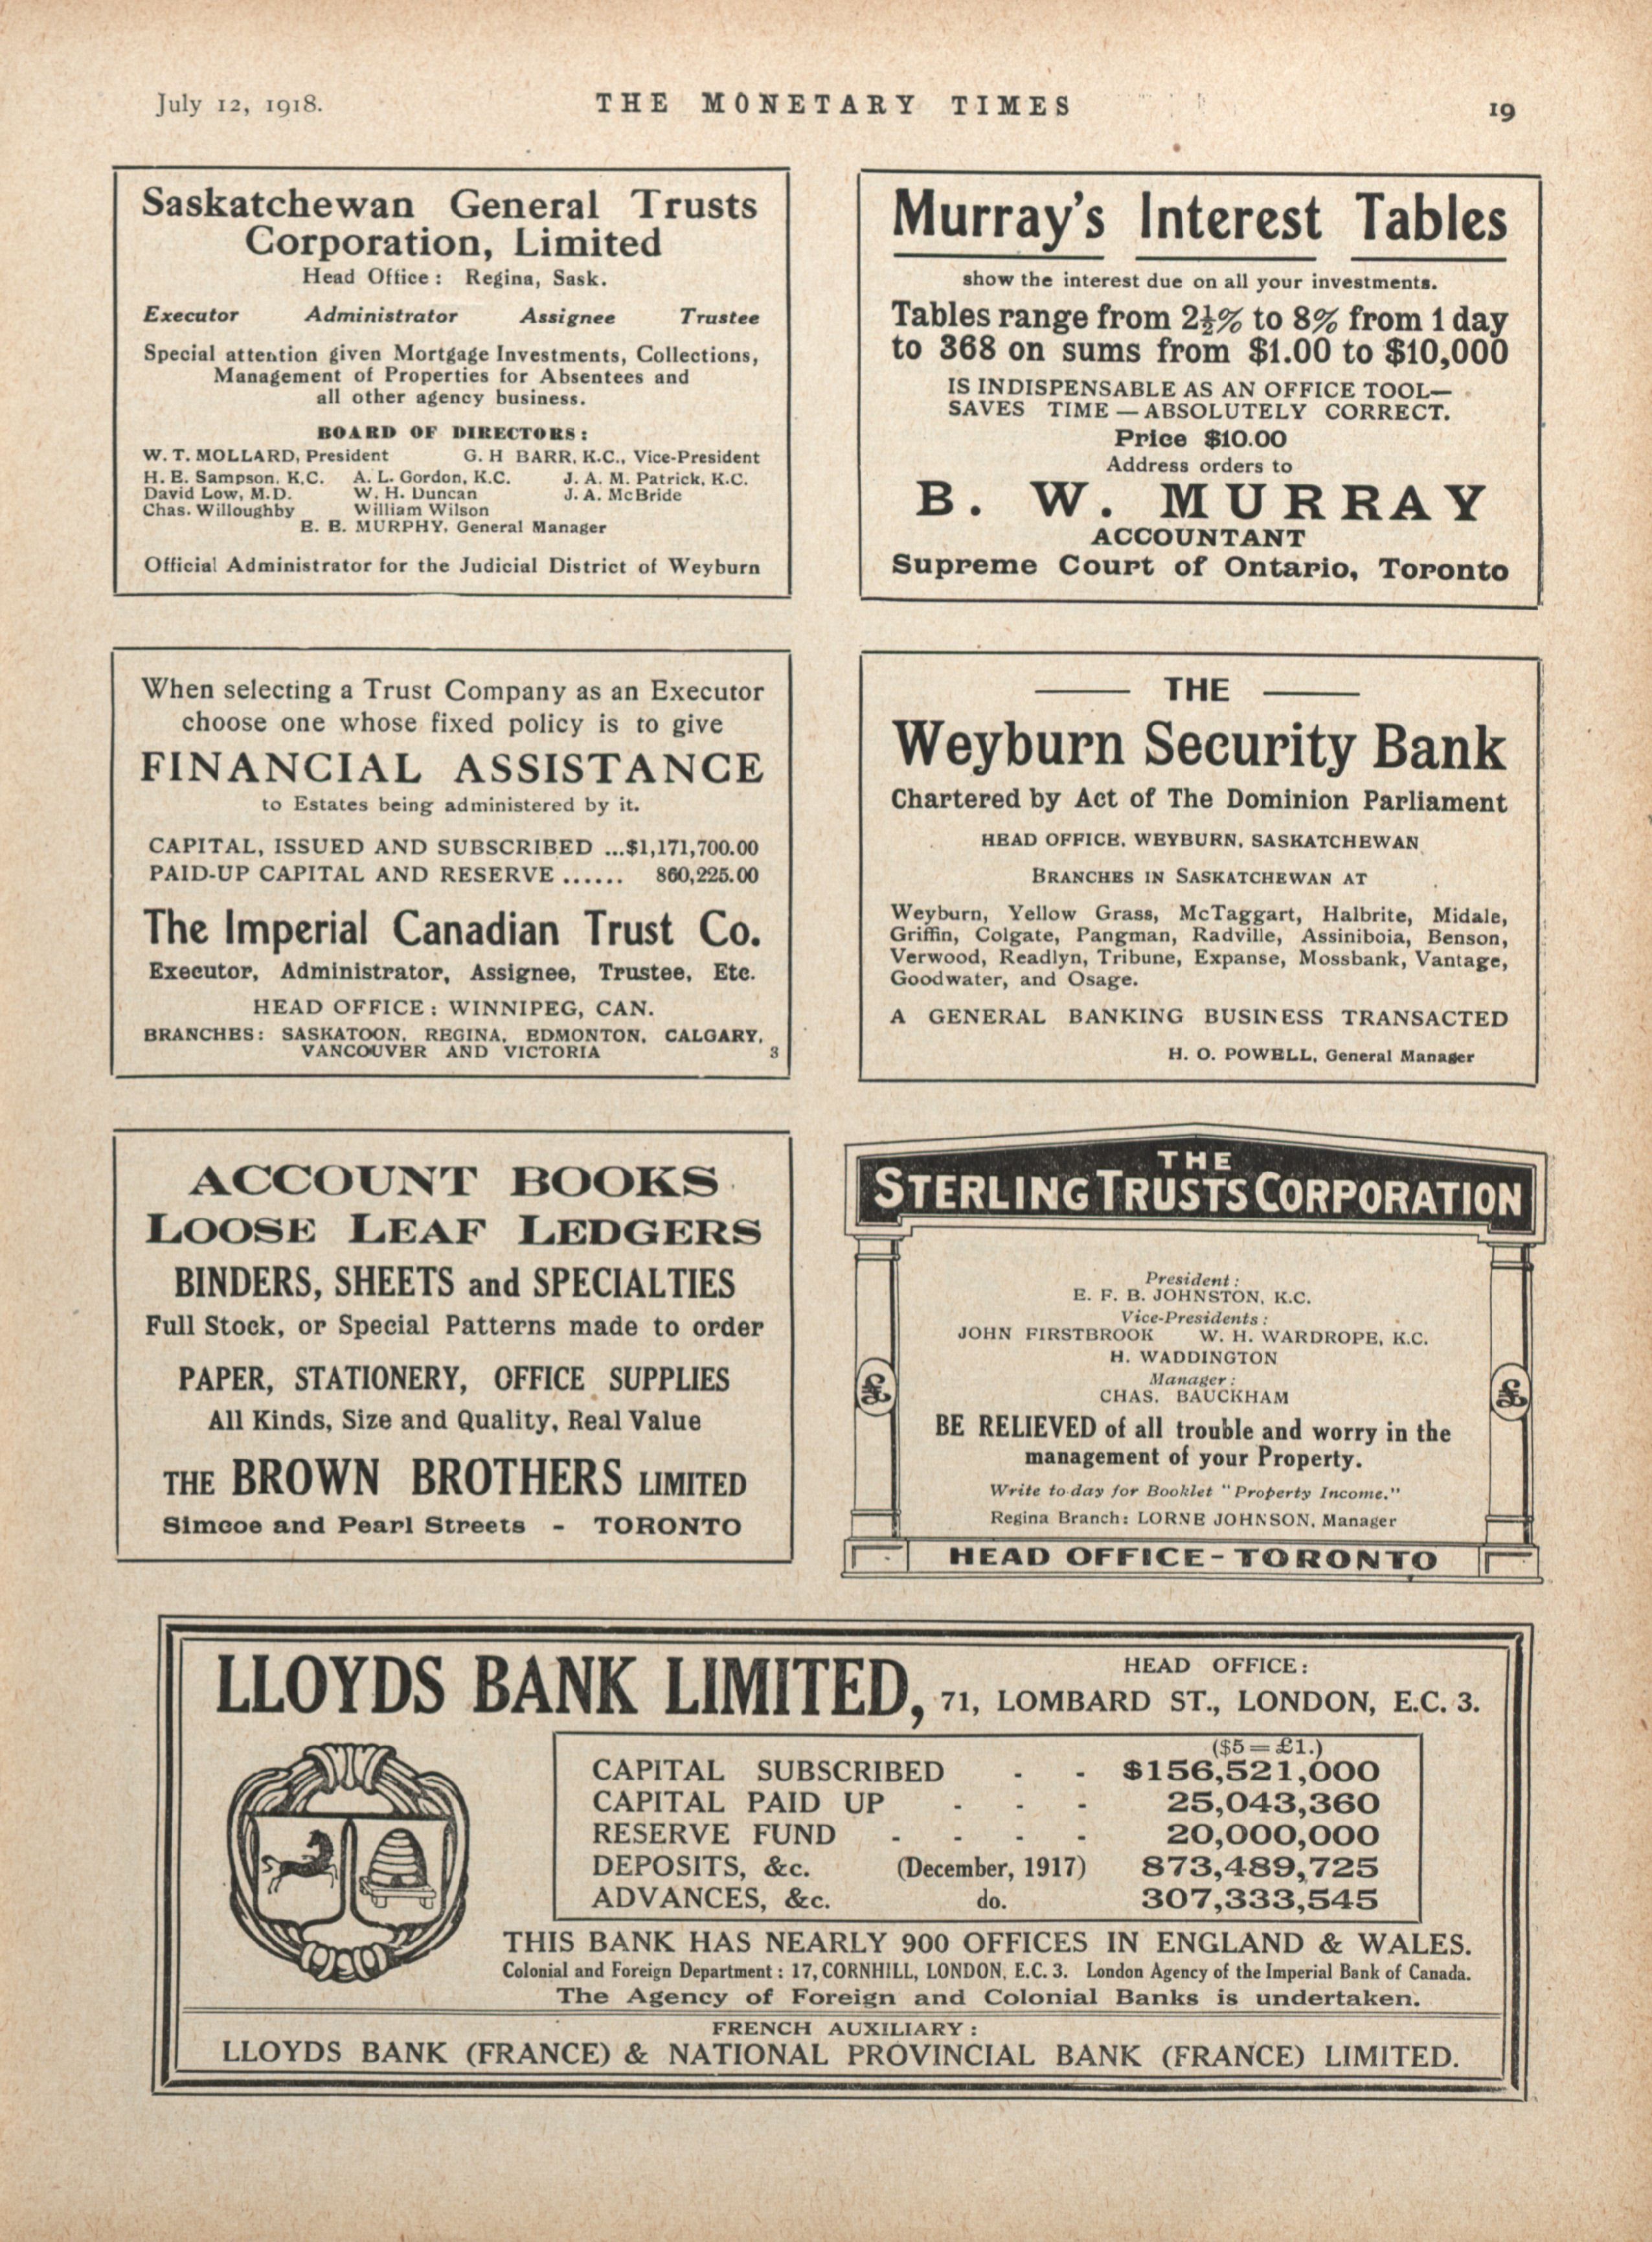 July 12, 1918.
THE MONETARY TIMES
19
Saskatchewan General Trusts
Corporation, Limited
Head Office: Regina, Sask.
Executor Administrator Assignee Trustee
Special attention given Mortgage Investments, Collections,
Management of Properties for Absentees and
all other agency business.
BOARD OF DIRECTORS:
W. T. MOLLARD, President G. H BARR, K.C., Vice-President
H. E. Sampson, K.C. A. L. Gordon, K.C. J. A. M. Patrick, K.C.
David Low, M.D. W. H. Duncan J. A. McBride
Chas. Willoughby William Wilson
E. E. MURPHY, General Manager
Official Administrator for the Judicial District of Weyburn
Murray's Interest Tables
show the interest due on all your investments.
Tables range from 2½% to 8% from 1 day
to 368 on sums from $1.00 to $10,000
IS INDISPENSABLE AS AN OFFICE TOOL—
SAVES TIME — ABSOLUTELY CORRECT.
Price $10.00
Address orders to
B. W. MURRAY
ACCOUNTANT
Supreme Court of Ontario, Toronto
When selecting a Trust Company as an Executor
choose one whose fixed policy is to give
FINANCIAL ASSISTANCE
to Estates being administered by it.
CAPITAL, ISSUED AND SUBSCRIBED ...$1,171,700.00
PAID-UP CAPITAL AND RESERVE ...... 860,225.00
The Imperial Canadian Trust Co.
Executor, Administrator, Assignee, Trustee, Etc.
HEAD OFFICE: WINNIPEG, CAN.
BRANCHES: SASKATOON, REGINA, EDMONTON, CALGARY,
VANCOUVER AND VICTORIA 3
THE
Weyburn Security Bank
Chartered by Act of The Dominion Parliament
HEAD OFFICE, WEYBURN, SASKATCHEWAN
BRANCHES IN SASKATCHEWAN AT
Weyburn, Yellow Grass, McTaggart, Halbrite, Midale,
Griffin, Colgate, Pangman, Radville, Assiniboia, Benson,
Verwood, Readlyn, Tribune, Expanse, Mossbank, Vantage,
Goodwater, and Osage.
A GENERAL BANKING BUSINESS TRANSACTED
H. O. POWELL, General Manager
ACCOUNT BOOKS
LOOSE LEAF LEDGERS
BINDERS, SHEETS and SPECIALTIES
Full Stock, or Special Patterns made to order
PAPER, STATIONERY, OFFICE SUPPLIES
All Kinds, Size and Quality, Real Value
THE BROWN BROTHERS LIMITED
Simcoe and Pearl Streets - TORONTO
THE
STERLING TRUSTS CORPORATION
President:
E. F. B. JOHNSTON, K.C.
Vice-Presidents:
JOHN FIRSTBROOK W. H. WARDROPE, K.C.
H. WADDINGTON
Manager:
CHAS. BAUCKHAM
£ £
BE RELIEVED of all trouble and worry in the
management of your Property.
Write to-day for Booklet "Property Income."
Regina Branch: LORNE JOHNSON, Manager
HEAD OFFICE-TORONTO
LLOYDS BANK LIMITED,
HEAD OFFICE:
71, LOMBARD ST., LONDON, E.C. 3.
($5 = £1.)
CAPITAL SUBSCRIBED - - $156,521,000
CAPITAL PAID UP - - - 25,043,360
RESERVE FUND - - - - 20,000,000
DEPOSITS, &c. (December, 1917) 873,489,725
ADVANCES, &c. do. 307,333,545
THIS BANK HAS NEARLY 900 OFFICES IN ENGLAND & WALES.
Colonial and Foreign Department: 17, CORNHILL, LONDON, E.C. 3. London Agency of the Imperial Bank of Canada.
The Agency of Foreign and Colonial Banks is undertaken.
FRENCH AUXILIARY:
LLOYDS BANK (FRANCE) & NATIONAL PROVINCIAL BANK (FRANCE) LIMITED.